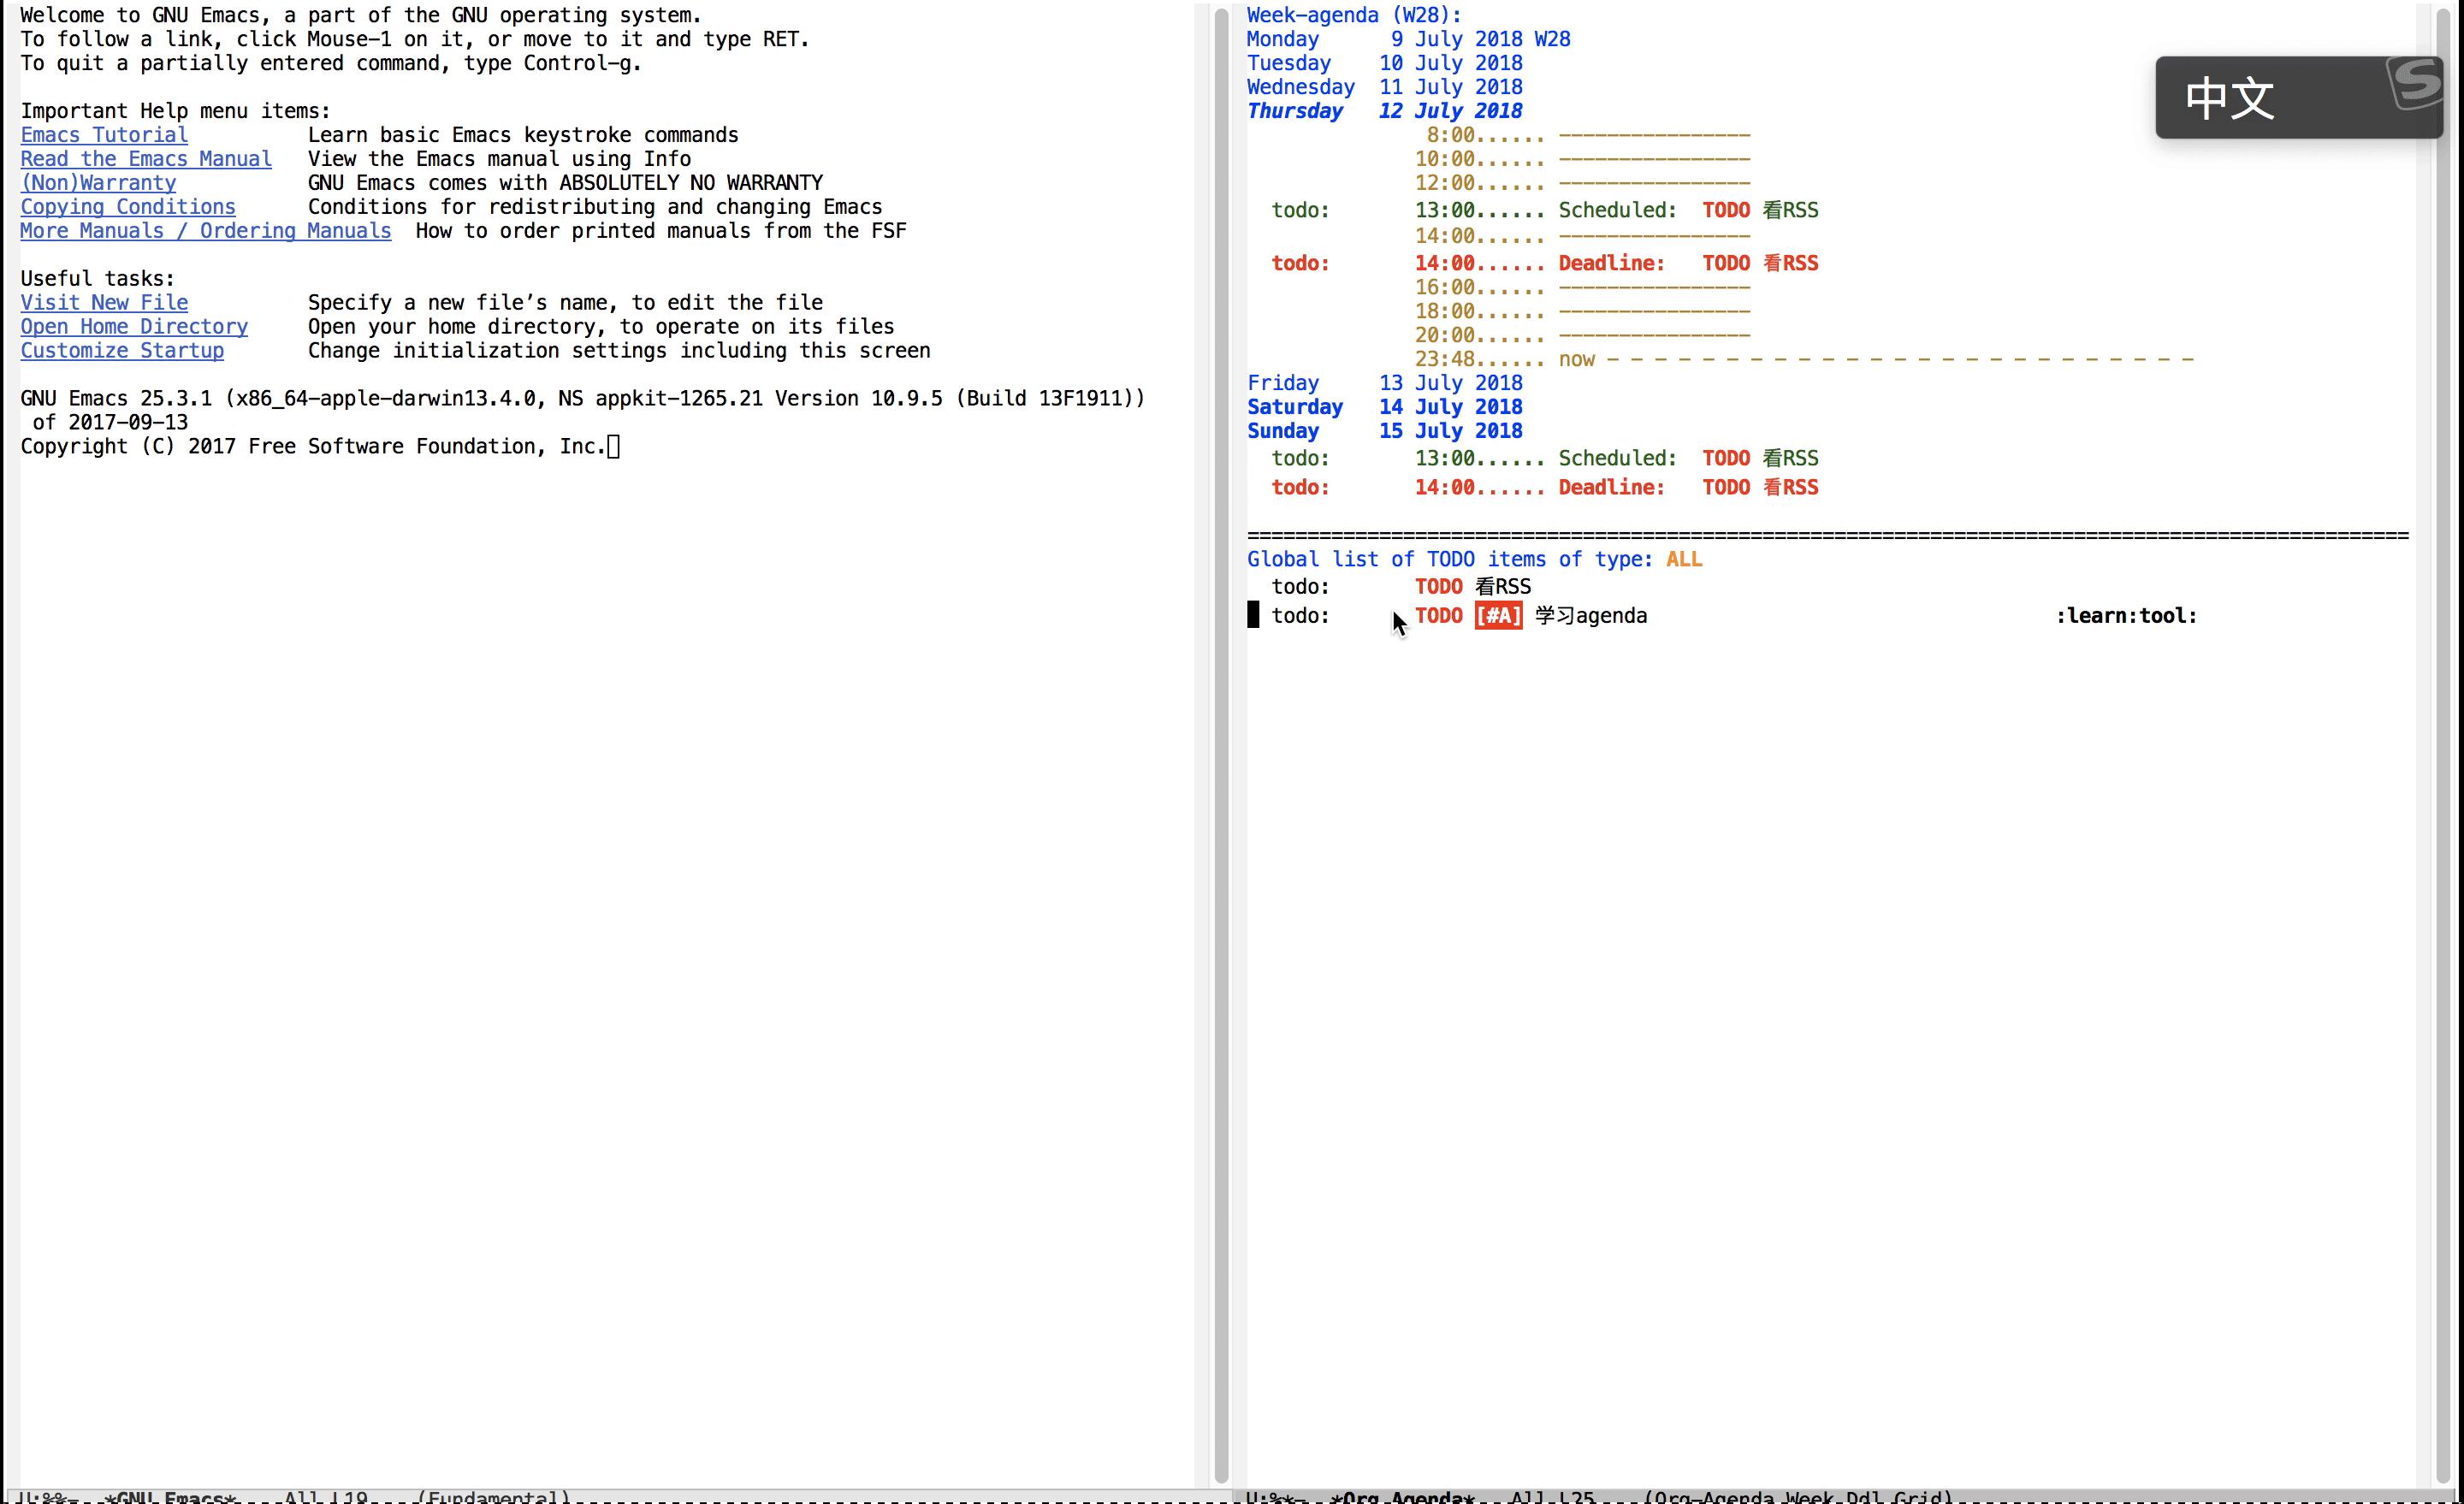 Welcome to GNU Emacs, a part of the GNU operating system.
To follow a link, click Mouse-1 on it, or move to it and type RET.
To quit a partially entered command, type Control-g.
Important Help menu items:
Emacs Tutorial Learn basic Emacs keystroke commands
Read the Emacs Manual View the Emacs manual using Info
(Non)Warranty GNU Emacs comes with ABSOLUTELY NO WARRANTY
Copying Conditions Conditions for redistributing and changing Emacs
More Manuals / Ordering Manuals How to order printed manuals from the FSF
Useful tasks:
Visit New File Specify a new file’s name, to edit the file
Open Home Directory Open your home directory, to operate on its files
Customize Startup Change initialization settings including this screen
GNU Emacs 25.3.1 (x86_64-apple-darwin13.4.0, NS appkit-1265.21 Version 10.9.5 (Build 13F1911))
of 2017-09-13
Copyright (C) 2017 Free Software Foundation, Inc.
U:%%- *GNU Emacs* All L19 (Fundamental)
Week-agenda (W28):
Monday 9 July 2018 W28
Tuesday 10 July 2018
Wednesday 11 July 2018
Thursday 12 July 2018
8:00...... ----------------
10:00...... ----------------
12:00...... ----------------
todo: 13:00...... Scheduled: TODO 看RSS
14:00...... ----------------
todo: 14:00...... Deadline: TODO 看RSS
16:00...... ----------------
18:00...... ----------------
20:00...... ----------------
23:48...... now - - - - - - - - - - - - - - - - - - - - - - - - -
Friday 13 July 2018
Saturday 14 July 2018
Sunday 15 July 2018
todo: 13:00...... Scheduled: TODO 看RSS
todo: 14:00...... Deadline: TODO 看RSS
=================================================================================================
Global list of TODO items of type: ALL
todo: TODO 看RSS
todo: TODO [#A] 学习agenda :learn:tool:
U:%*- *Org Agenda* All L25 (Org-Agenda Week Ddl Grid)
中文
S